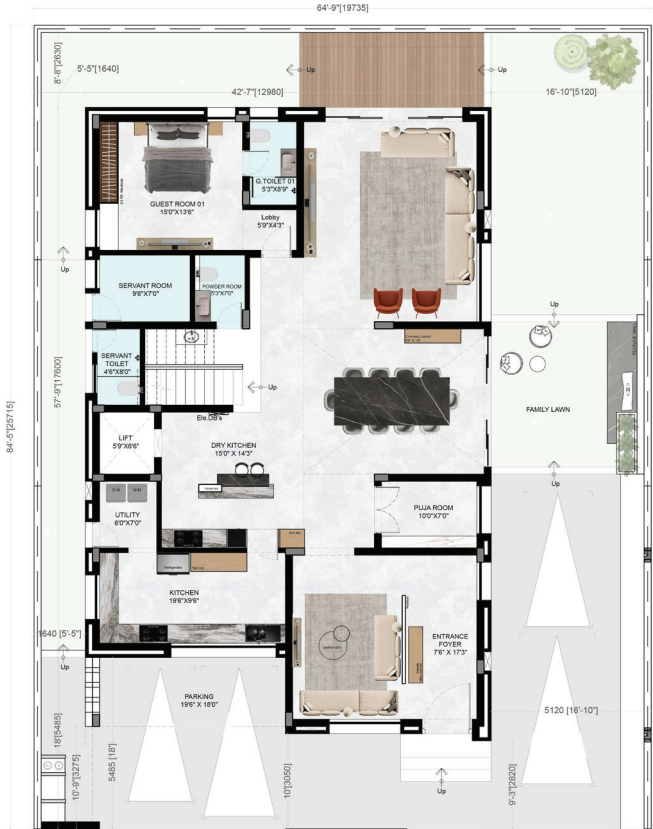 64'-9"[19735]
8'-8"[2630]
5'-5"[1640]
Up
Up
42'-7"[12980]
16'-10"[5120]
G.TOILET 01
5'3"X8'9"
GUEST ROOM 01
15'0"X13'6"
Lobby
5'9"X4'3"
Up
SERVANT ROOM
9'6"X7'0"
POWDER ROOM
5'3"X7'0"
Up
SERVANT
TOILET
4'6"X8'0"
57'-9"[17600]
84'-5"[25715]
Up
FAMILY LAWN
Ele.DB's
LIFT
5'9"X6'6"
DRY KITCHEN
15'0" X 14'3"
Up
UTILITY
6'0"X7'0"
PUJA ROOM
10'0"X7'0"
Refrigerator
KITCHEN
19'6"X9'6"
ENTRANCE
FOYER
7'6" X 17'3"
1640 [5'-5"]
Up
PARKING
19'6" X 18'0"
5120 [16'-10"]
18'[5485]
10'-9"[3275]
5485 [18']
10'[3050]
9'-3"[2820]
Up